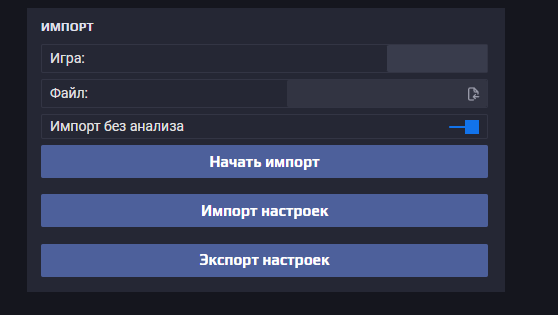 ИМПОРТ
Игра:
Файл:
Импорт без анализа
Начать импорт
Импорт настроек
Экспорт настроек